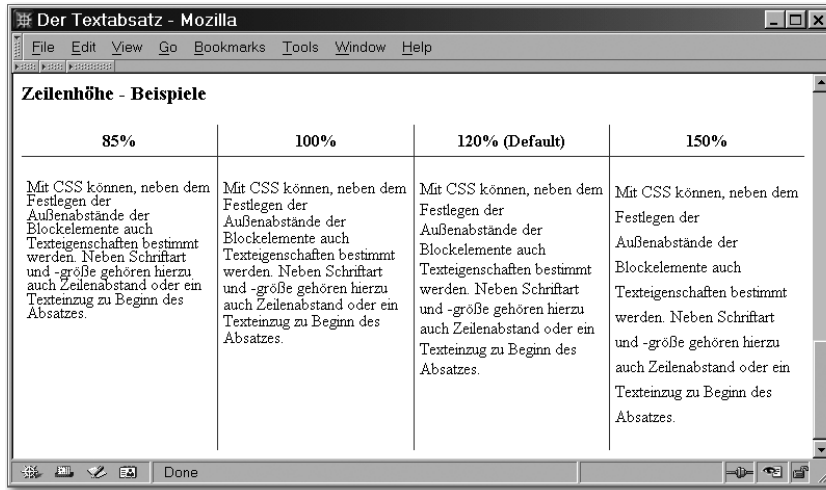 Der Textabsatz - Mozilla
File Edit View Go Bookmarks Tools Window Help
Zeilenhöhe - Beispiele
85%
Mit CSS können, neben dem
Festlegen der
Außenabstände der
Blockelemente auch
Texteigenschaften bestimmt
werden. Neben Schriftart
und -größe gehören hierzu
auch Zeilenabstand oder ein
Texteinzug zu Beginn des
Absatzes.
100%
Mit CSS können, neben dem
Festlegen der
Außenabstände der
Blockelemente auch
Texteigenschaften bestimmt
werden. Neben Schriftart
und -größe gehören hierzu
auch Zeilenabstand oder ein
Texteinzug zu Beginn des
Absatzes.
120% (Default)
Mit CSS können, neben dem
Festlegen der
Außenabstände der
Blockelemente auch
Texteigenschaften bestimmt
werden. Neben Schriftart
und -größe gehören hierzu
auch Zeilenabstand oder ein
Texteinzug zu Beginn des
Absatzes.
150%
Mit CSS können, neben dem
Festlegen der
Außenabstände der
Blockelemente auch
Texteigenschaften bestimmt
werden. Neben Schriftart
und -größe gehören hierzu
auch Zeilenabstand oder ein
Texteinzug zu Beginn des
Absatzes.
Done